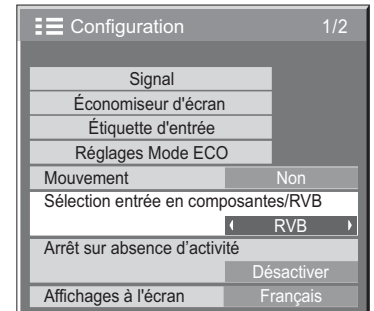 Configuration 1/2
Signal
Économiseur d'écran
Étiquette d'entrée
Réglages Mode ECO
Mouvement Non
Sélection entrée en composantes/RVB
RVB
Arrêt sur absence d'activité
Désactiver
Affichages à l'écran Français